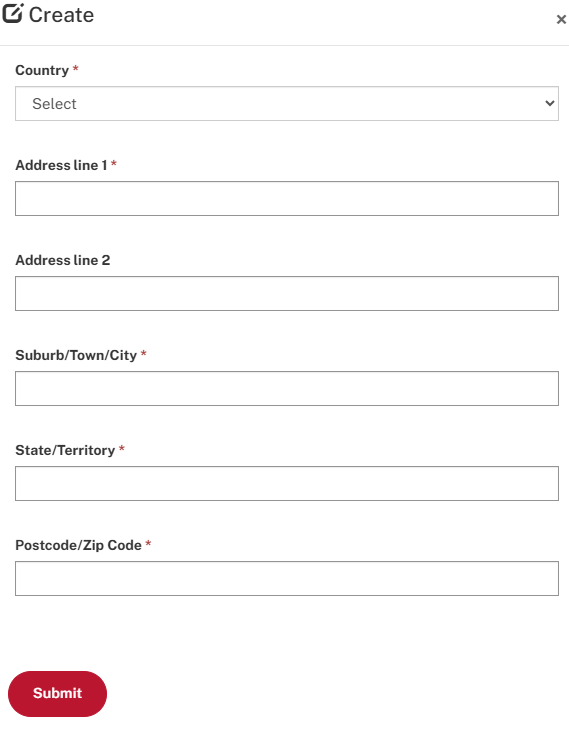 Create
×
Country *
Select
Address line 1 *
Address line 2
Suburb/Town/City *
State/Territory *
Postcode/Zip Code *
Submit